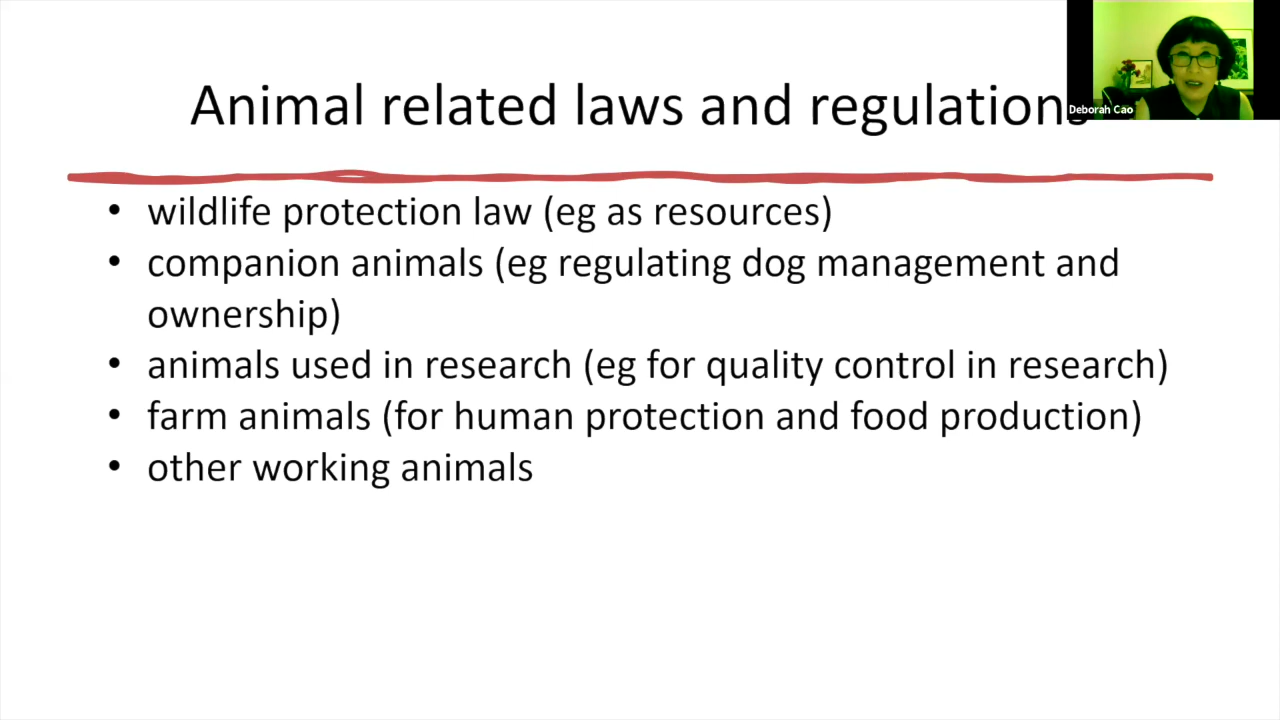 Animal related laws and regulations
Deborah Cao
• wildlife protection law (eg as resources)
• companion animals (eg regulating dog management and
ownership)
• animals used in research (eg for quality control in research)
• farm animals (for human protection and food production)
• other working animals